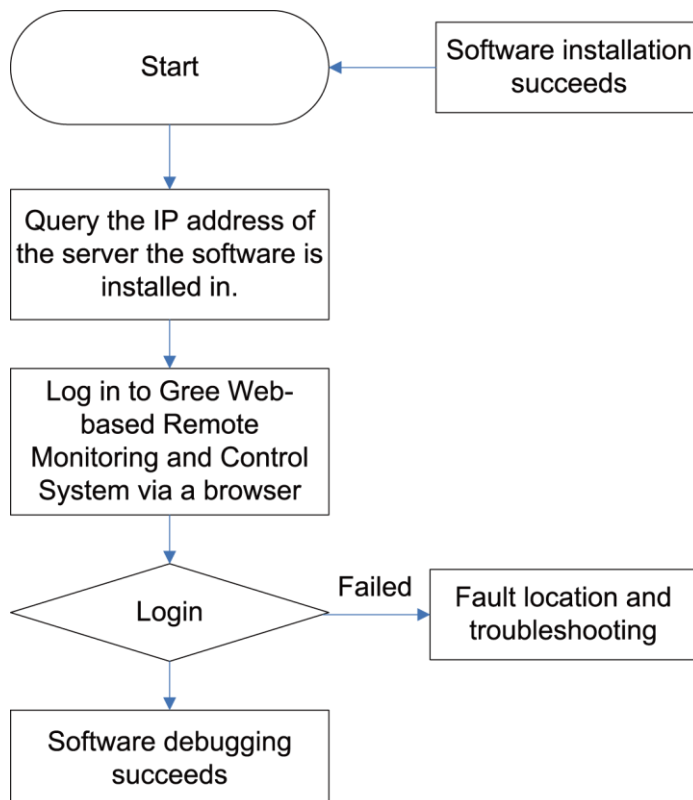 Start
Software installation
succeeds
Query the IP address of
the server the software is
installed in.
Log in to Gree Web-
based Remote
Monitoring and Control
System via a browser
Login
Failed
Fault location and
troubleshooting
Software debugging
succeeds